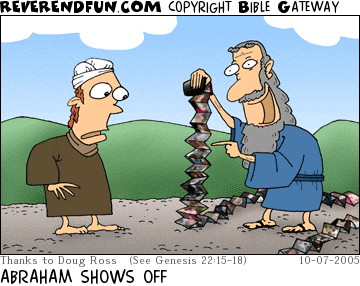 REVERENDFUN.COM COPYRIGHT BIBLE GATEWAY
Thanks to Doug Ross (See Genesis 22:15-18) 10-07-2005
ABRAHAM SHOWS OFF